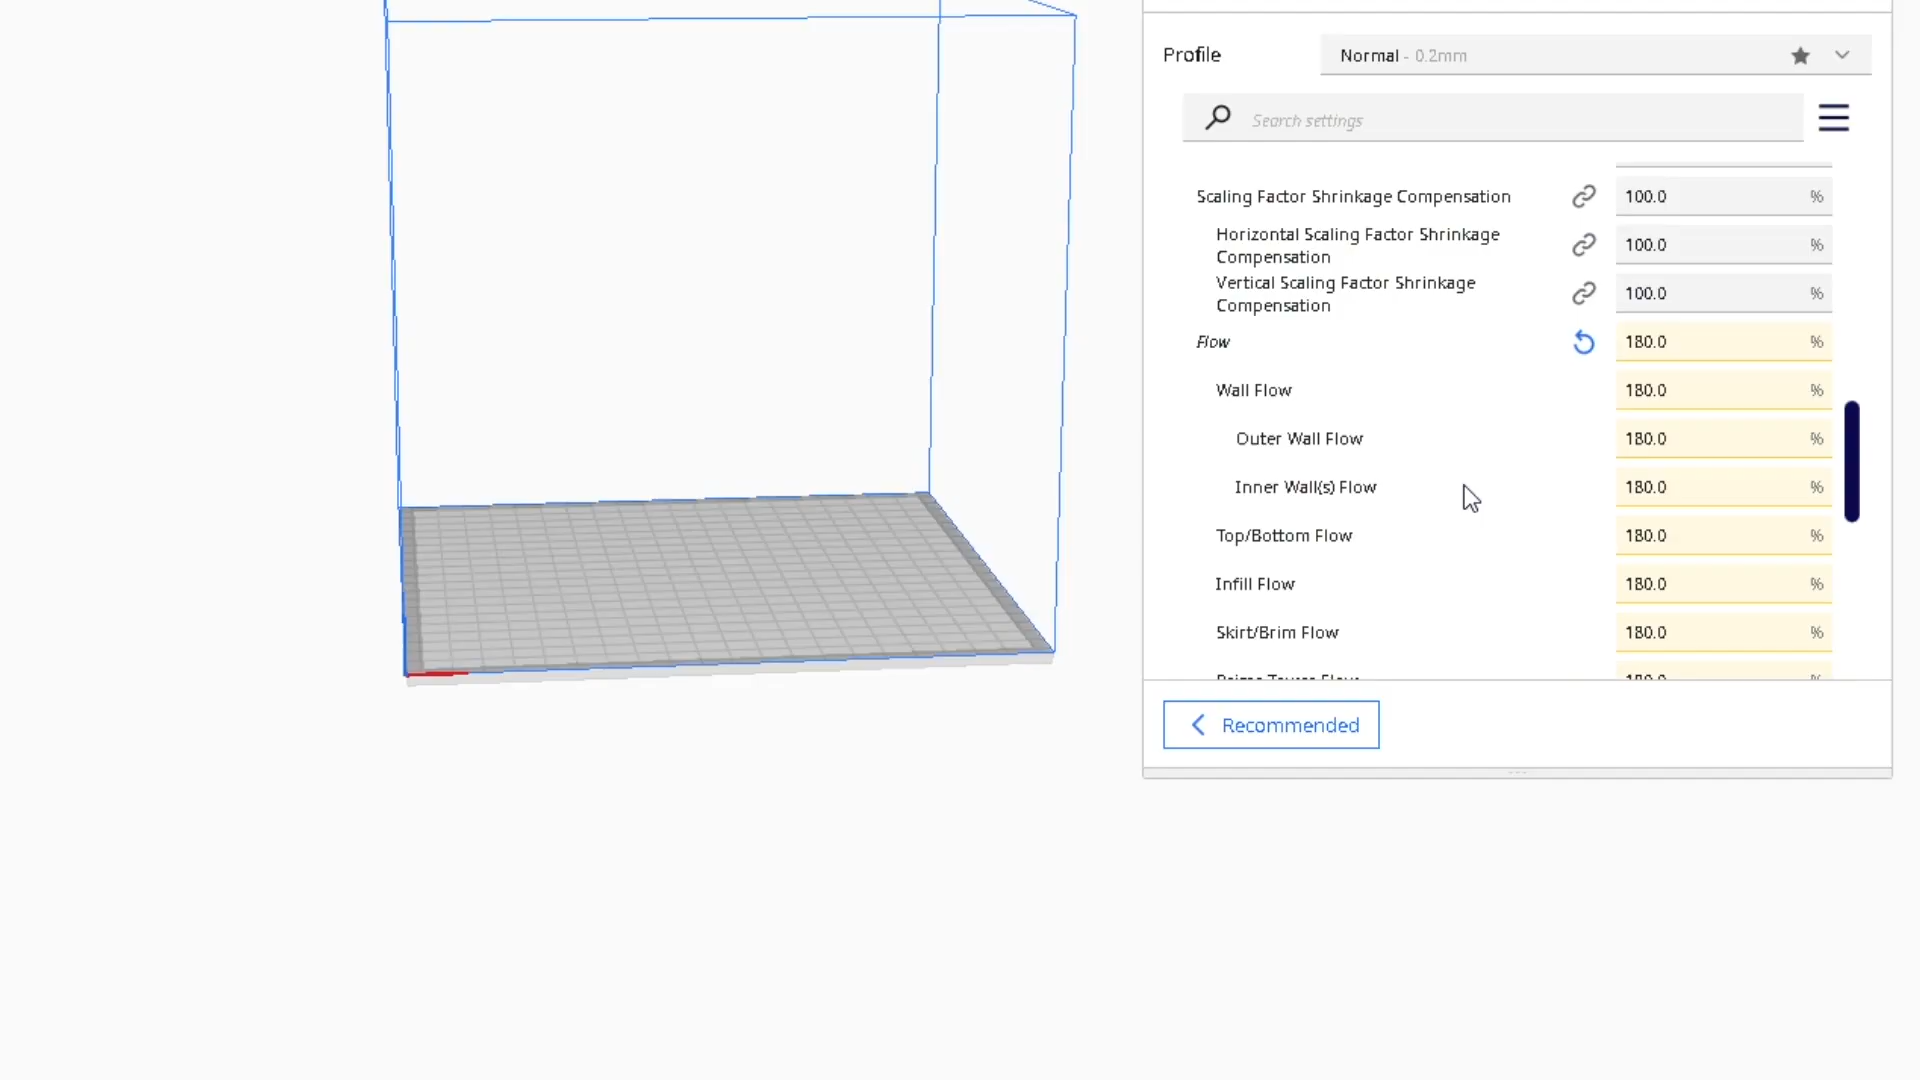 Profile
Normal - 0.2mm
Search settings
Scaling Factor Shrinkage Compensation 100.0 %
Horizontal Scaling Factor Shrinkage
Compensation 100.0 %
Vertical Scaling Factor Shrinkage
Compensation 100.0 %
Flow 180.0 %
Wall Flow 180.0 %
Outer Wall Flow 180.0 %
Inner Wall(s) Flow 180.0 %
Top/Bottom Flow 180.0 %
Infill Flow 180.0 %
Skirt/Brim Flow 180.0 %
Recommended